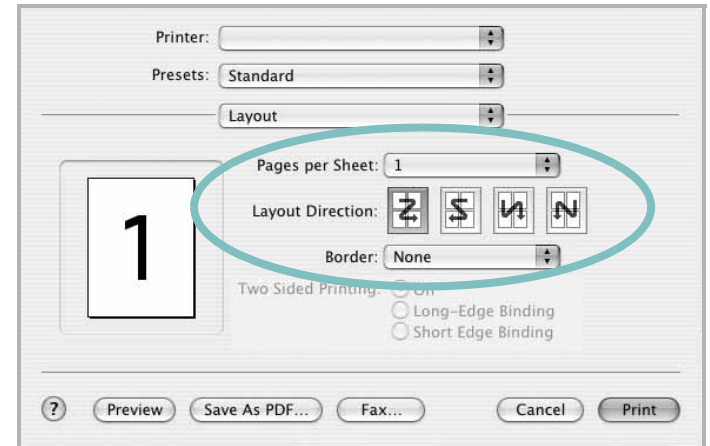 Printer:
Presets: Standard
Layout
Pages per Sheet: 1
Layout Direction:
1
Border: None
Two Sided Printing: Off
Long-Edge Binding
Short Edge Binding
? Preview Save As PDF... Fax... Cancel Print